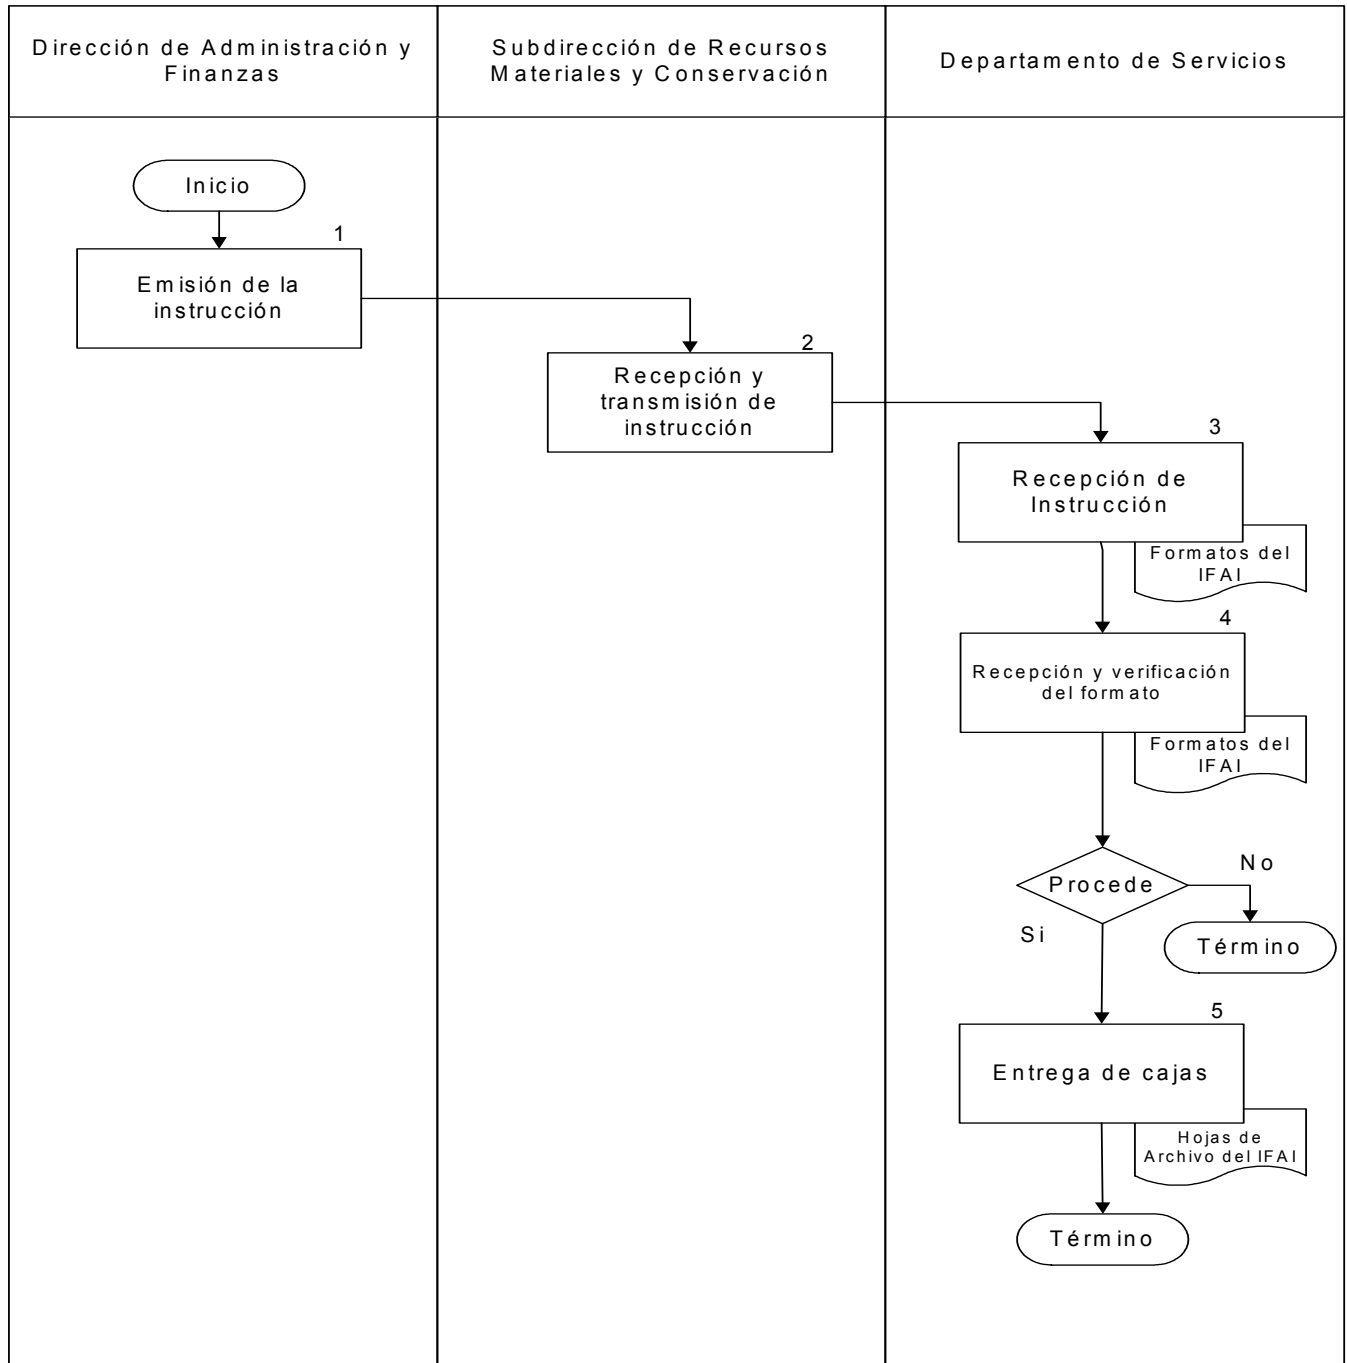 Dirección de Administración y
Finanzas
Subdirección de Recursos
Materiales y Conservación
Departamento de Servicios
Inicio
1
Emisión de la
instrucción
2
Recepción y
transmisión de
instrucción
3
Recepción de
Instrucción
Formatos del
IFAI
4
Recepción y verificación
del formato
Formatos del
IFAI
Procede
No
Si
Término
5
Entrega de cajas
Hojas de
Archivo del IFAI
Término